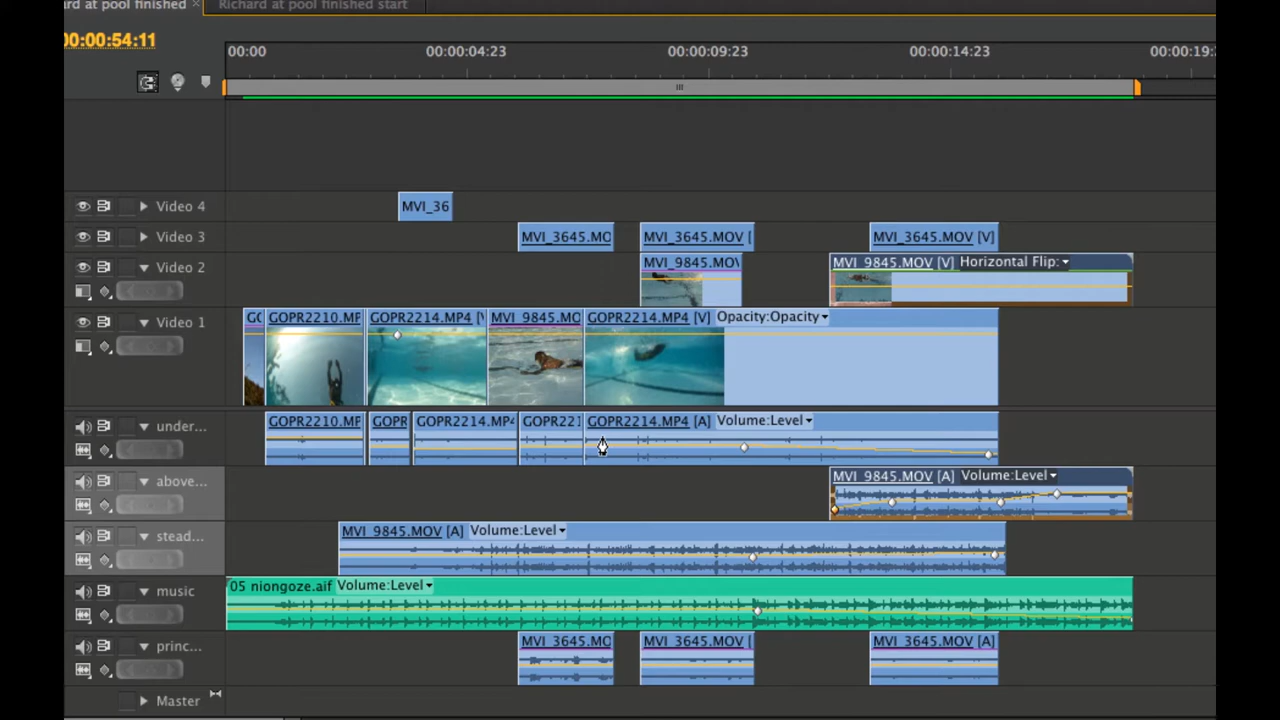 rd at pool finished × Richard at pool finished start
00:00:54:11
00:00 00:00:04:23 00:00:09:23 00:00:14:23 00:00:19:
Video 4 MVI_36
Video 3 MVI_3645.MO MVI_3645.MOV [ MVI_3645.MOV [V]
Video 2 MVI_9845.MOV MVI_9845.MOV [V] Horizontal Flip:
Video 1 GO GOPR2210.MP GOPR2214.MP4 [V MVI_9845.MO GOPR2214.MP4 [V] Opacity:Opacity
under... GOPR2210.MP GOPR GOPR2214.MP4 GOPR221 GOPR2214.MP4 [A] Volume:Level
above... MVI_9845.MOV [A] Volume:Level
stead... MVI_9845.MOV [A] Volume:Level
music 05 niongoze.aif Volume:Level
princ... MVI_3645.MO MVI_3645.MOV [ MVI_3645.MOV [A]
Master